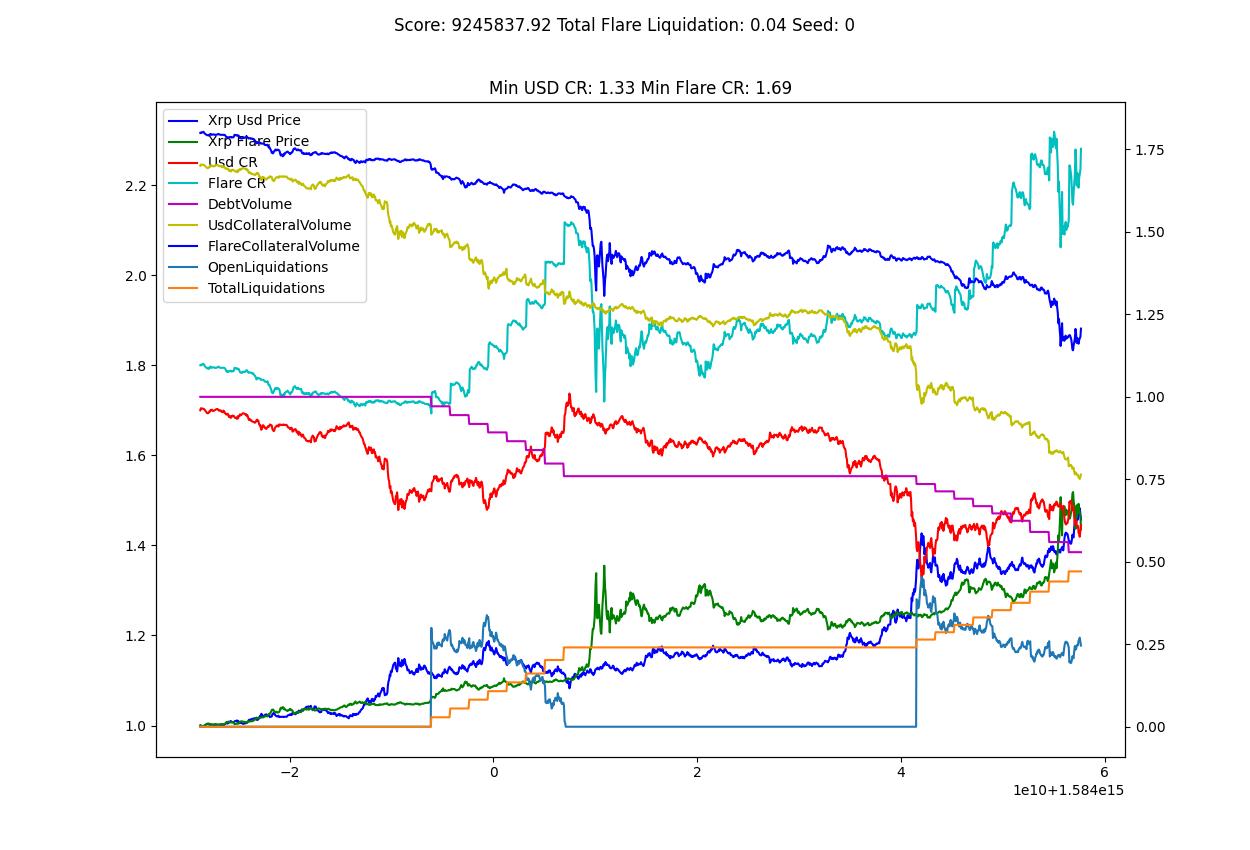 Score: 9245837.92 Total Flare Liquidation: 0.04 Seed: 0
Min USD CR: 1.33 Min Flare CR: 1.69
Xrp Usd Price
Xrp Flare Price
Usd CR
Flare CR
DebtVolume
UsdCollateralVolume
FlareCollateralVolume
OpenLiquidations
TotalLiquidations
2.2
2.0
1.8
1.6
1.4
1.2
1.0
1.75
1.50
1.25
1.00
0.75
0.50
0.25
0.00
−2
0
2
4
6
1e10+1.584e15